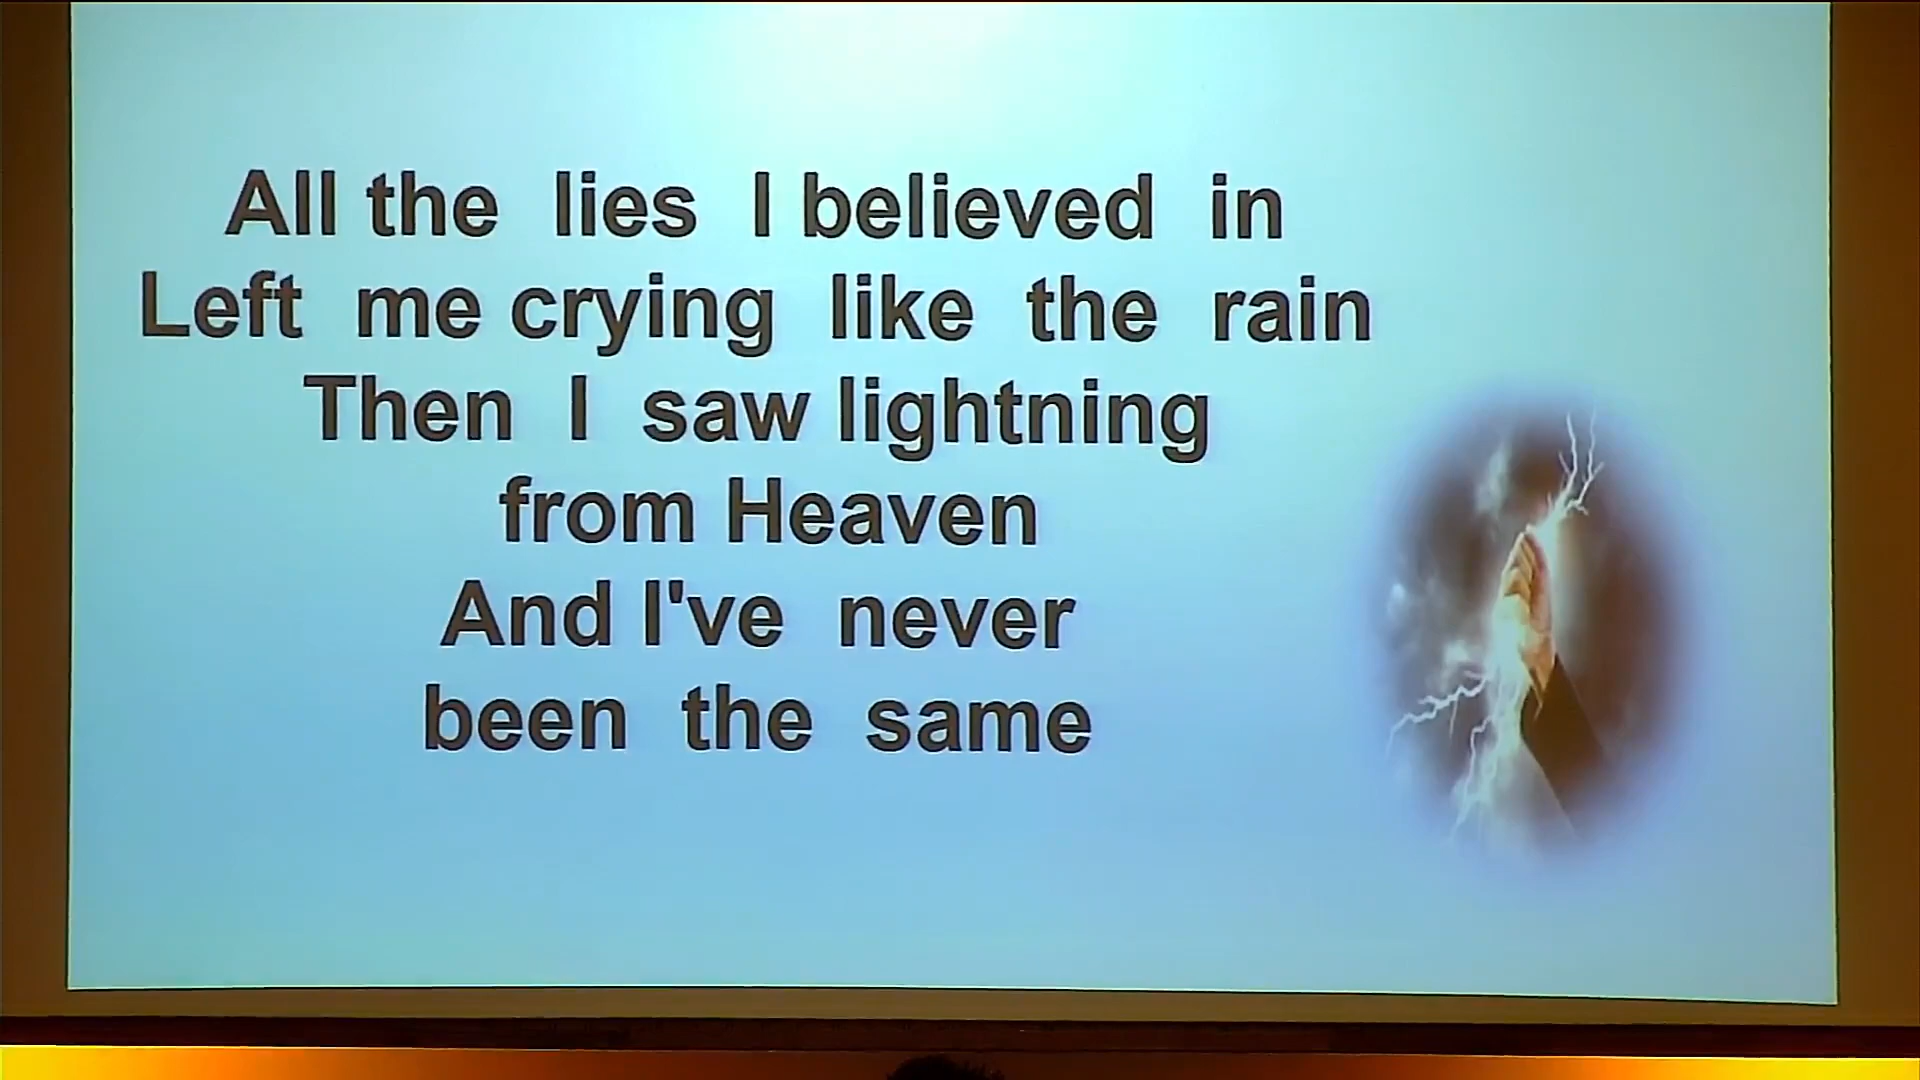 All the lies I believed in
Left me crying like the rain
Then I saw lightning
from Heaven
And I've never
been the same